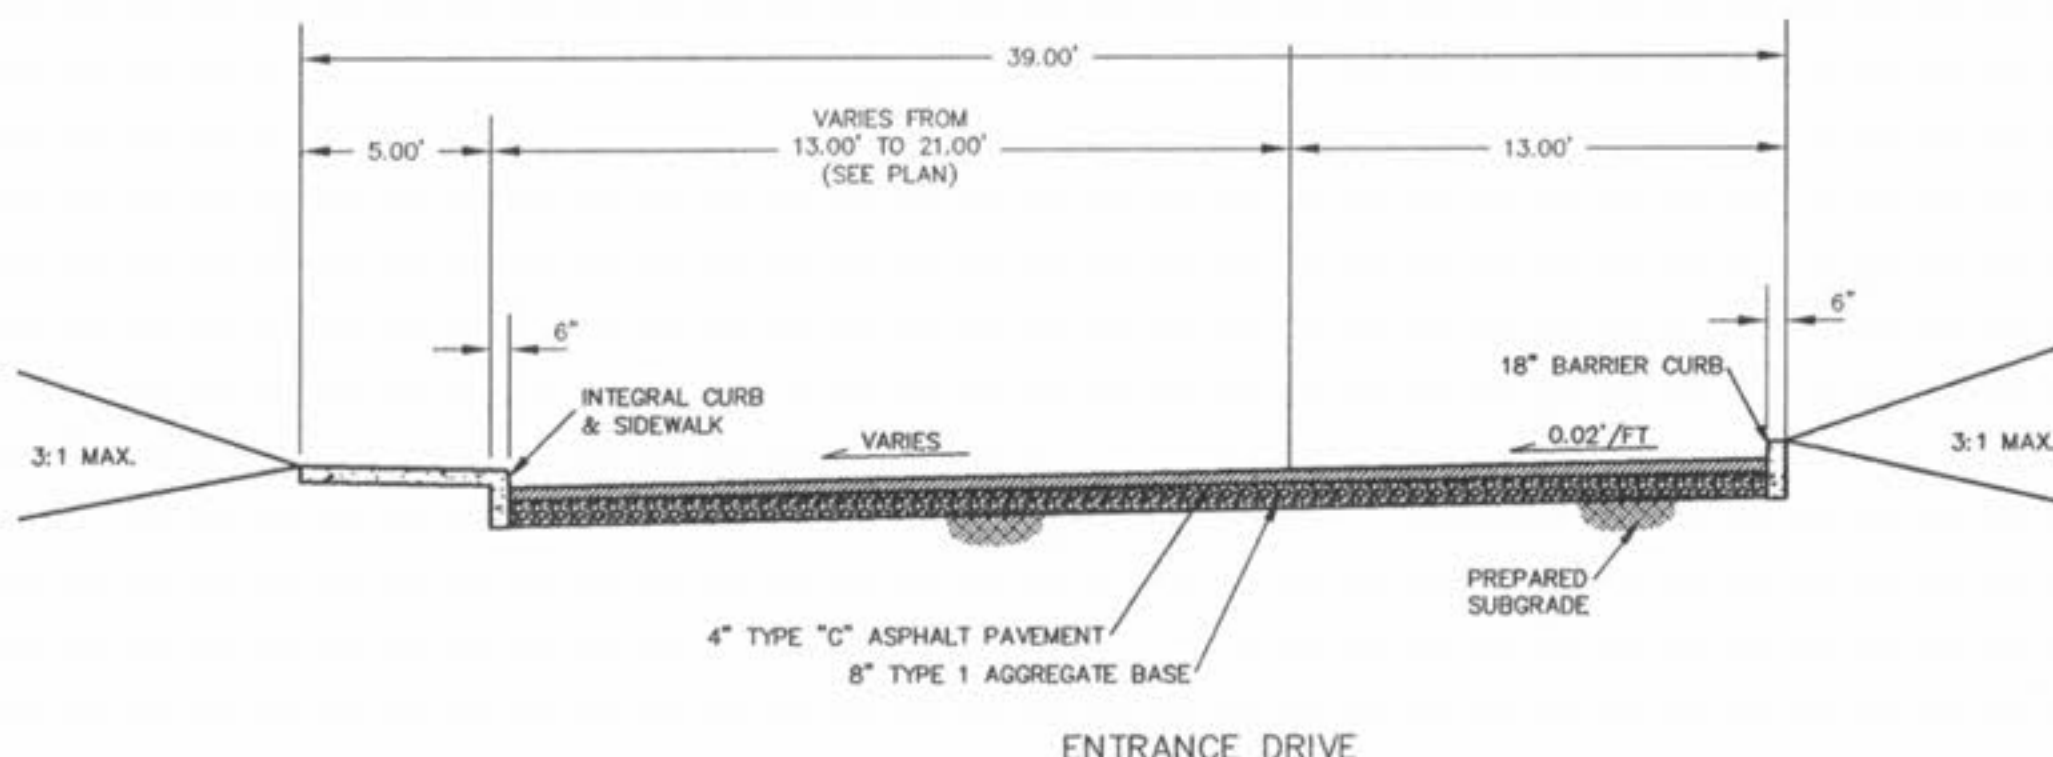 39.00'
VARIES FROM
5.00'
13.00' TO 21.00'
13.00'
(SEE PLAN)
6"
6"
18" BARRIER CURB
INTEGRAL CURB
& SIDEWALK
3:1 MAX.
VARIES
0.02'/FT
3:1 MAX.
PREPARED
SUBGRADE
4" TYPE "C" ASPHALT PAVEMENT
8" TYPE 1 AGGREGATE BASE
ENTRANCE DRIVE